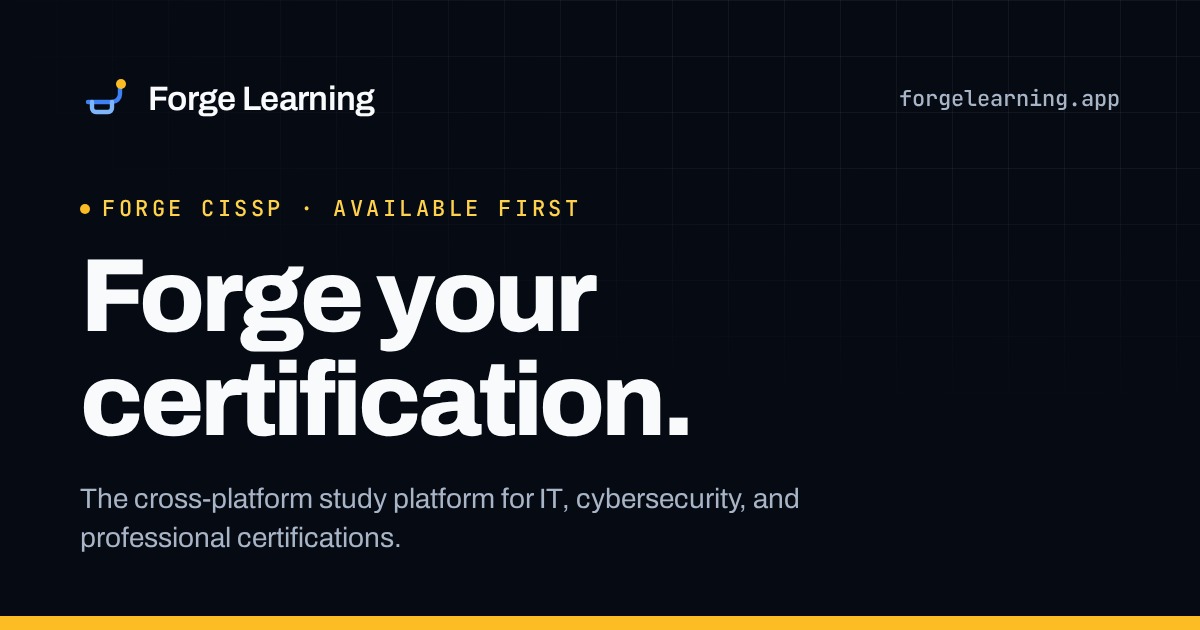 Forge Learning
forgelearning.app
FORGE CISSP · AVAILABLE FIRST
Forge your
certification.
The cross-platform study platform for IT, cybersecurity, and
professional certifications.